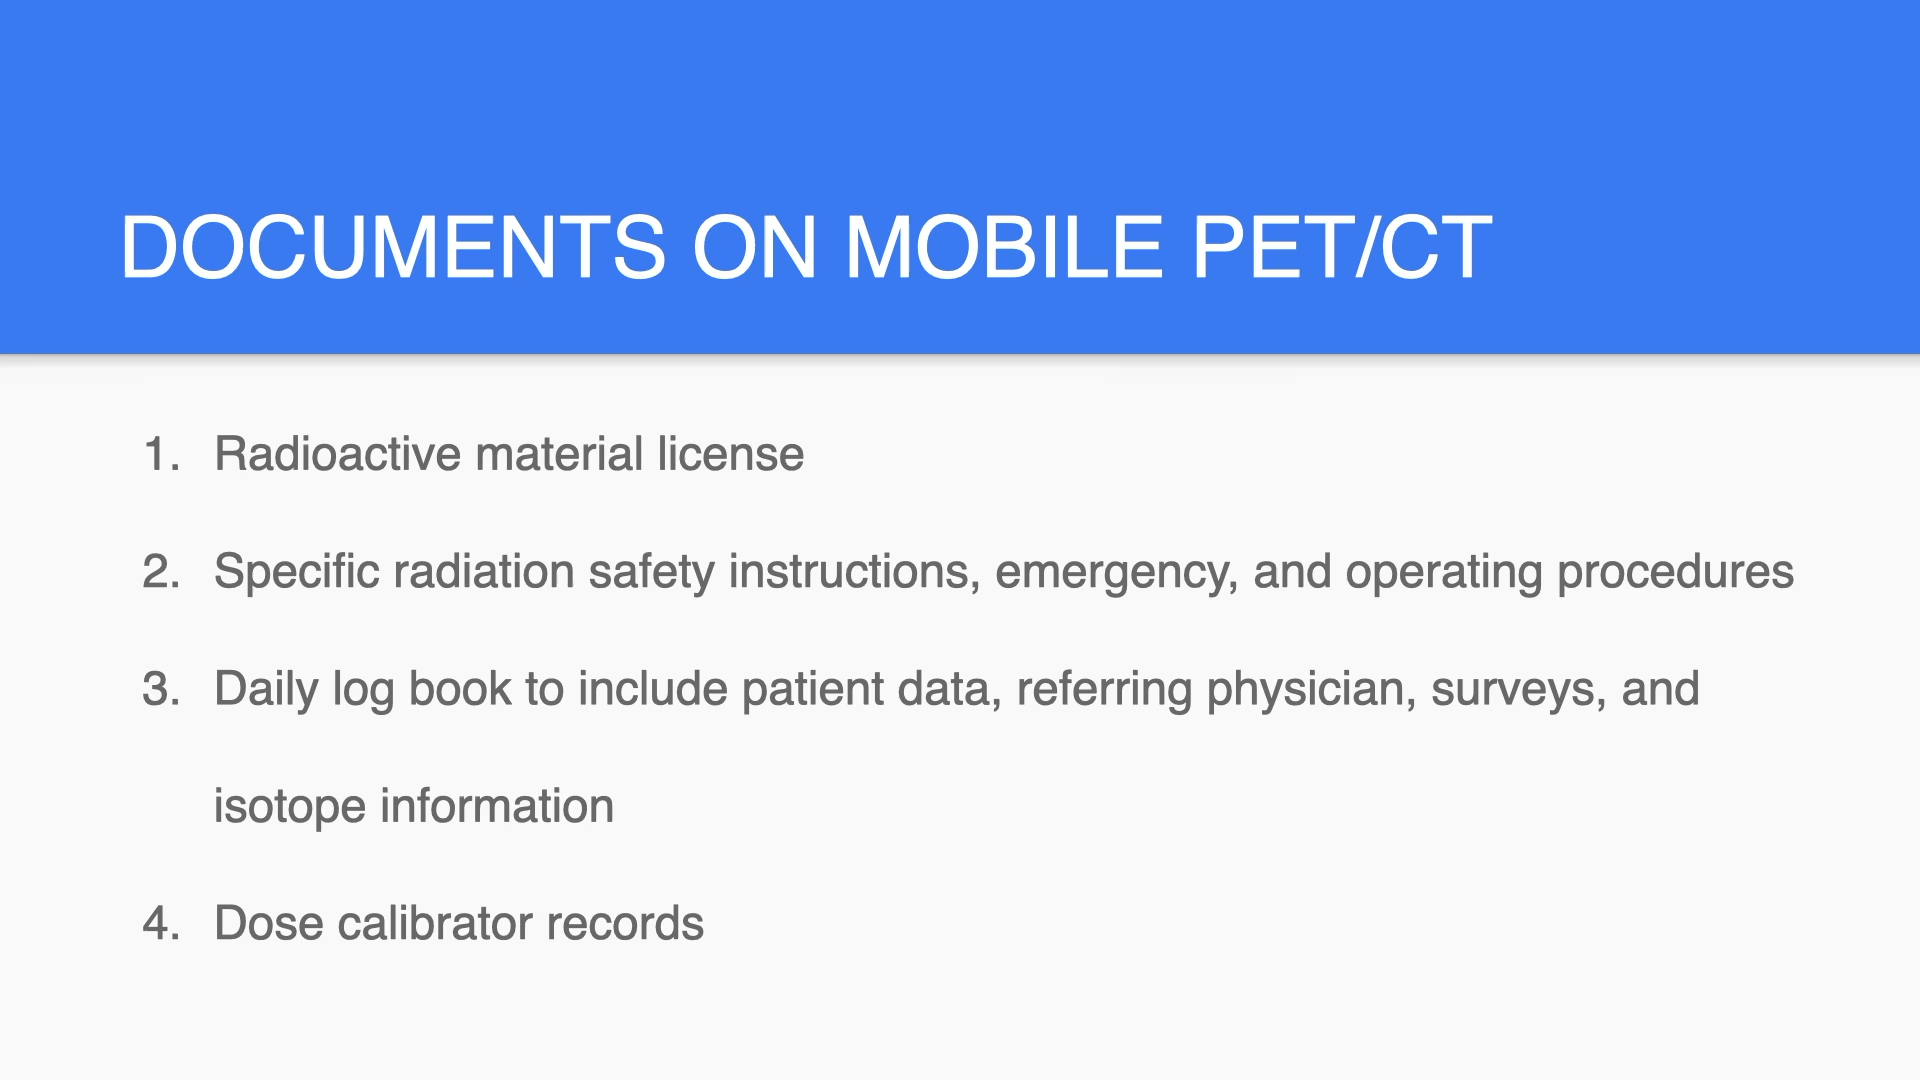 DOCUMENTS ON MOBILE PET/CT
1. Radioactive material license
2. Specific radiation safety instructions, emergency, and operating procedures
3. Daily log book to include patient data, referring physician, surveys, and
isotope information
4. Dose calibrator records